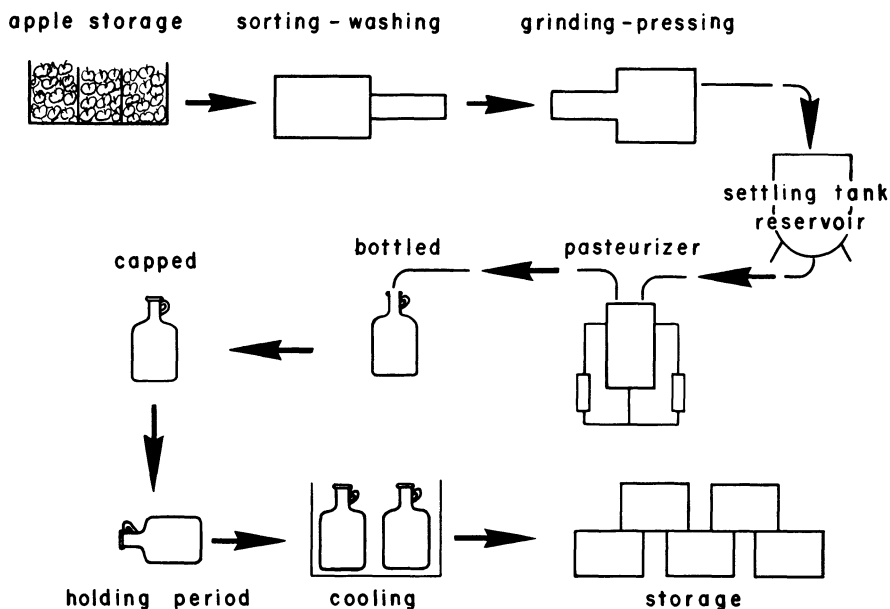 apple storage
sorting - washing
grinding - pressing
settling tank
reservoir
pasteurizer
bottled
capped
holding period
cooling
storage